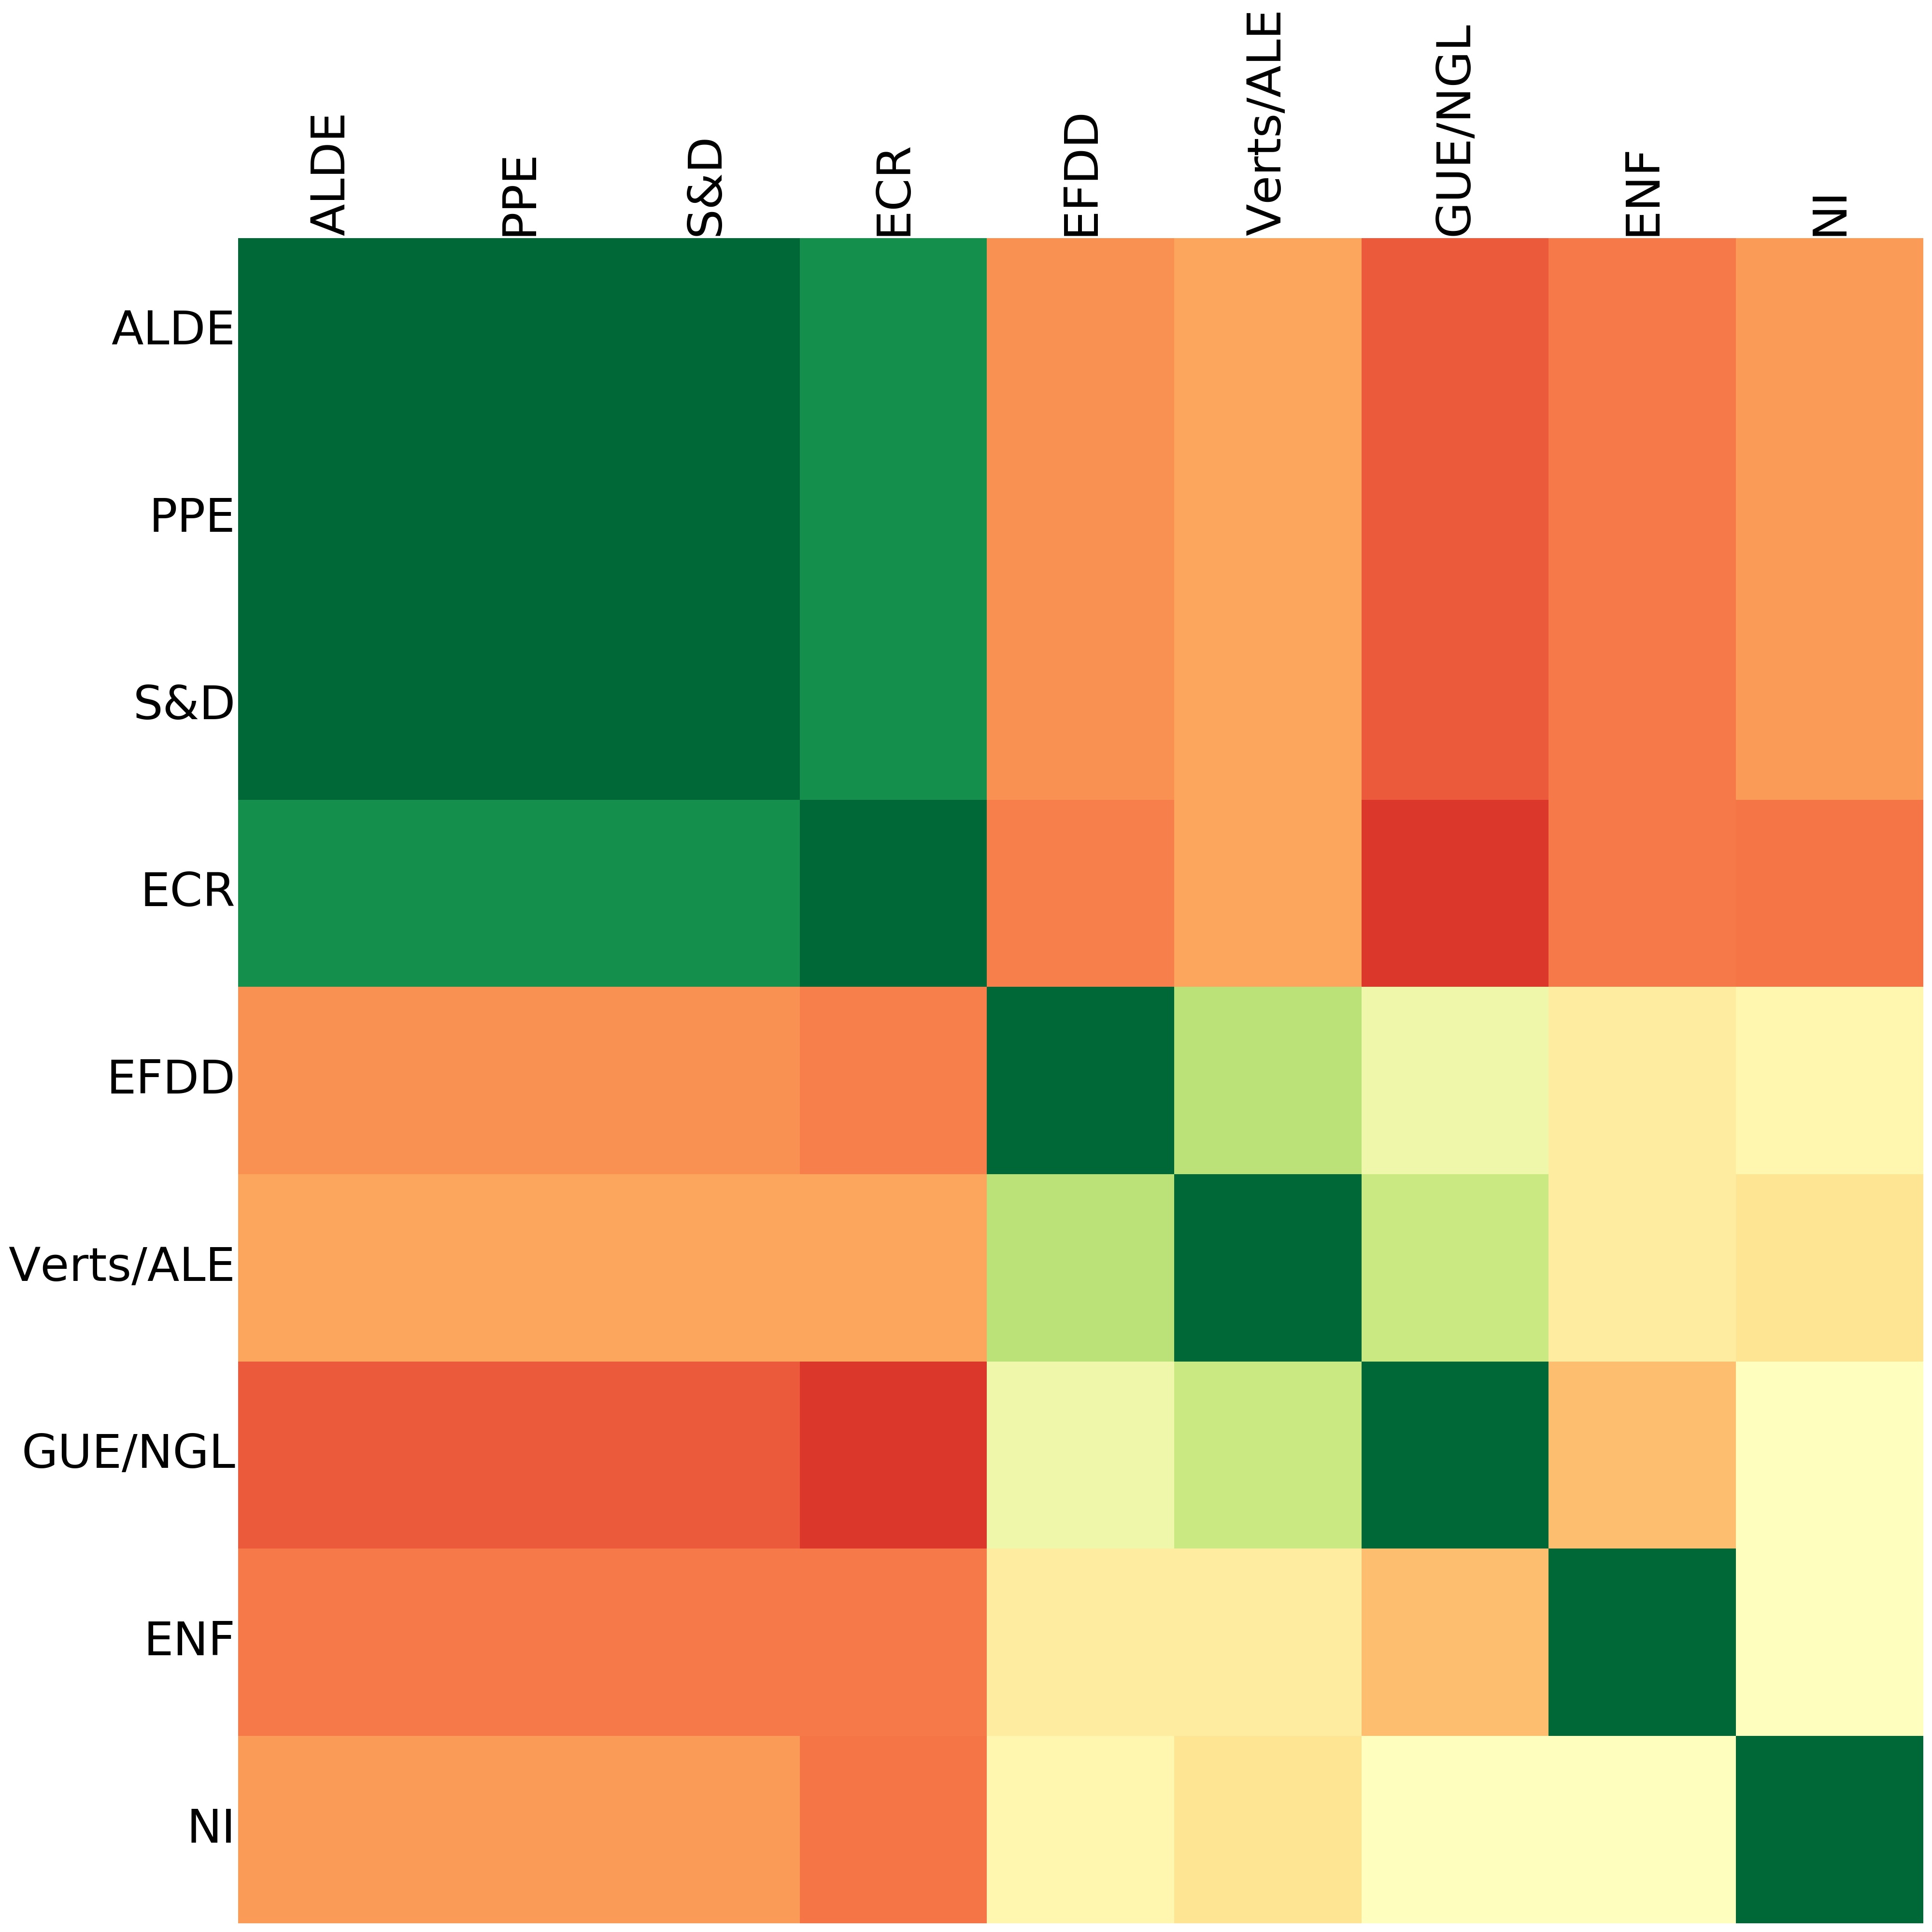 ALDE
PPE
S&D
ECR
EFDD
Verts/ALE
GUE/NGL
ENF
NI
ALDE
PPE
S&D
ECR
EFDD
Verts/ALE
GUE/NGL
ENF
NI